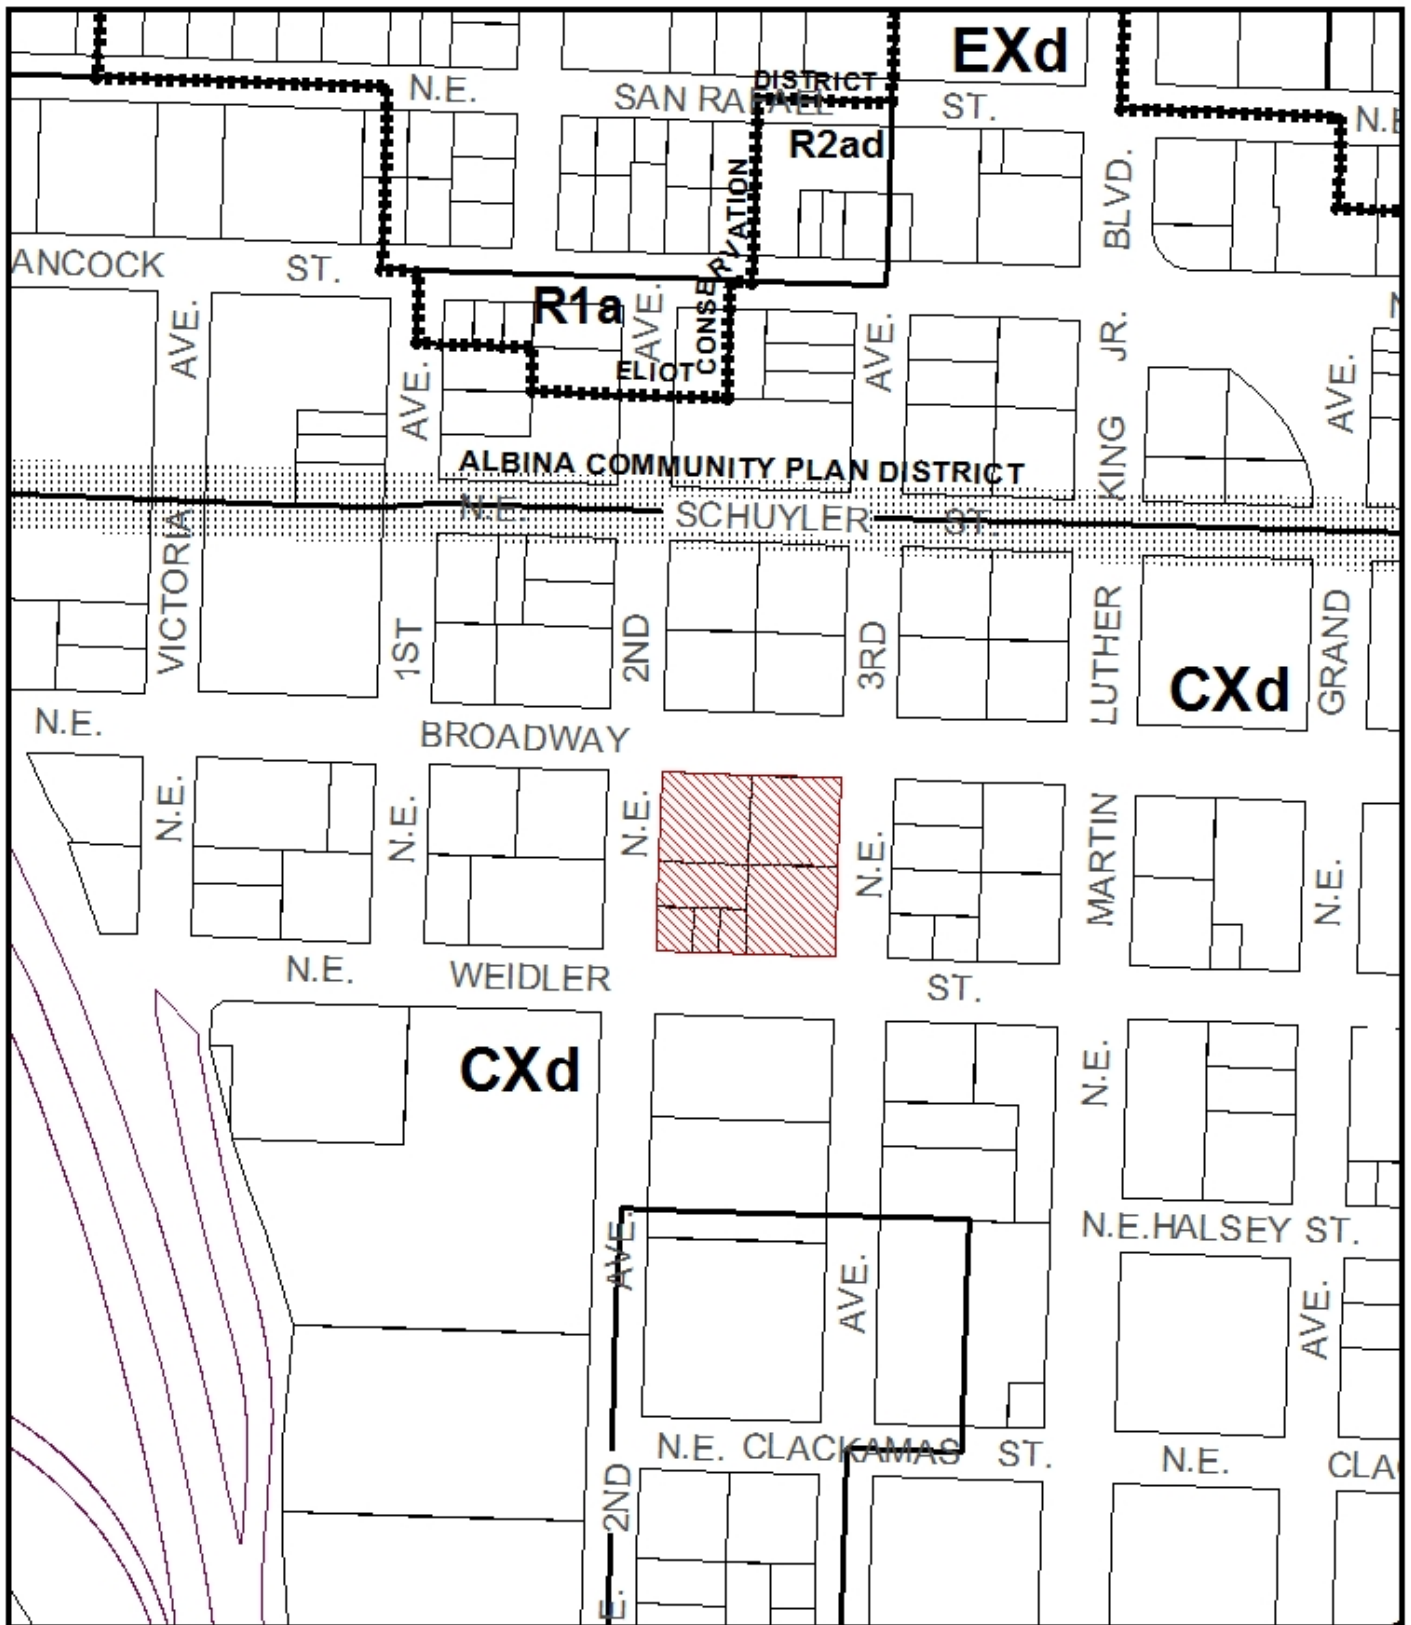 EXd
N.E.
SAN RAFAEL
DISTRICT
ST.
N.E
R2ad
BLVD.
CONSERVATION
ANCOCK
ST.
R1a
AVE.
AVE.
AVE.
AVE.
AVE.
JR.
ELIOT
KING
ALBINA COMMUNITY PLAN DISTRICT
N.E.
SCHUYLER
ST.
VICTORIA
1ST
2ND
3RD
LUTHER
CXd
GRAND
N.E.
BROADWAY
N.E.
N.E.
N.E.
N.E.
MARTIN
N.E.
N.E.
WEIDLER
ST.
CXd
N.E.
AVE.
AVE.
N.E.HALSEY ST.
AVE.
N.E. CLACKAMAS
ST.
N.E.
CLA
2ND
E.